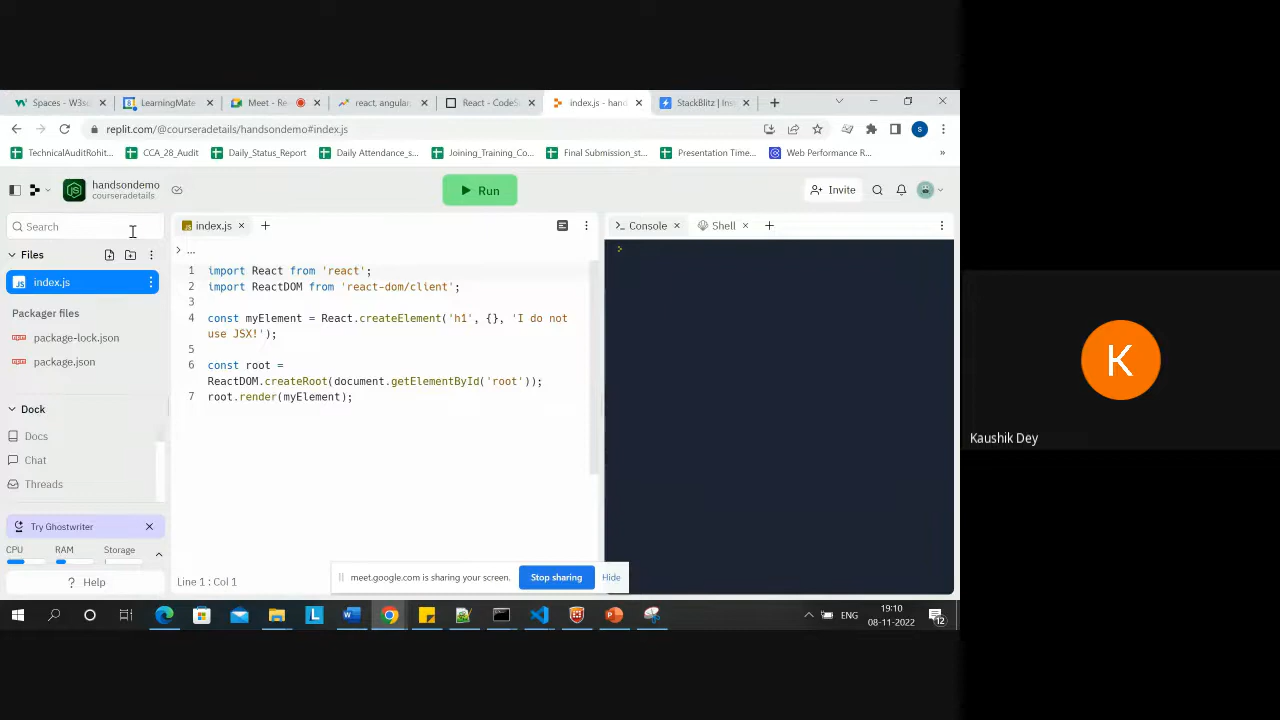 Spaces - W3sc
LearningMate
Meet - Re
react, angular
React - CodeS
index.js - hand
StackBlitz | Ins
replit.com/@courseradetails/handsondemo#index.js
TechnicalAuditRohit...
CCA_28_Audit
Daily_Status_Report
Daily Attendance_s...
Joining_Training_Co...
Final Submission_st...
Presentation Time...
Web Performance R...
»
handsondemo
courseradetails
Run
Invite
Search
index.js
Console
Shell
Files
...
index.js
Packager files
package-lock.json
package.json
1 import React from 'react';
2 import ReactDOM from 'react-dom/client';
3
4 const myElement = React.createElement('h1', {}, 'I do not
use JSX!');
5
6 const root =
ReactDOM.createRoot(document.getElementById('root'));
7 root.render(myElement);
>
Dock
Docs
Chat
Threads
Try Ghostwriter
CPU
RAM
Storage
? Help
Line 1 : Col 1
meet.google.com is sharing your screen.
Stop sharing
Hide
ENG
19:10
08-11-2022
12
K
Kaushik Dey